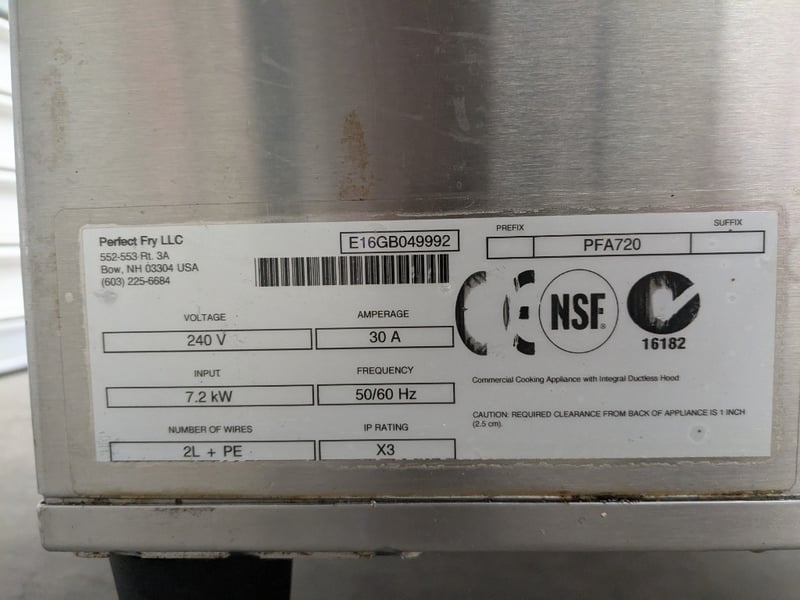 Perfect Fry LLC
552-553 Rt. 3A
Bow, NH 03304 USA
(603) 225-6684
E16GB049992
PREFIX
SUFFIX
PFA720
VOLTAGE
AMPERAGE
240 V
30 A
INPUT
FREQUENCY
7.2 kW
50/60 Hz
NUMBER OF WIRES
IP RATING
2L + PE
X3
CE
NSF®
16182
Commercial Cooking Appliance with Integral Ductless Hood
CAUTION: REQUIRED CLEARANCE FROM BACK OF APPLIANCE IS 1 INCH
(2.5 cm).